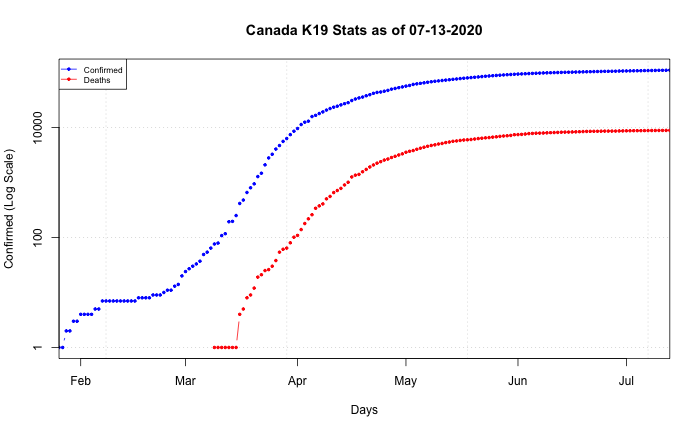 Canada K19 Stats as of 07-13-2020
Confirmed
Deaths
Confirmed (Log Scale)
10000
100
1
Feb Mar Apr May Jun Jul
Days